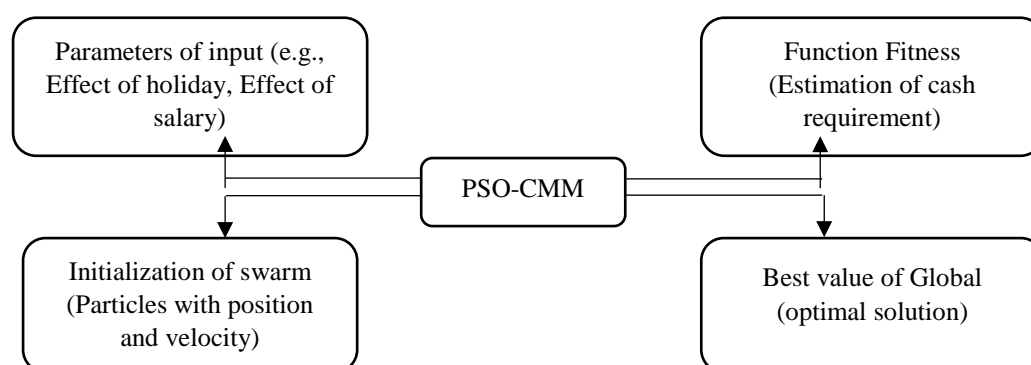 Parameters of input (e.g.,
Effect of holiday, Effect of
salary)
Function Fitness
(Estimation of cash
requirement)
PSO-CMM
Initialization of swarm
(Particles with position
and velocity)
Best value of Global
(optimal solution)